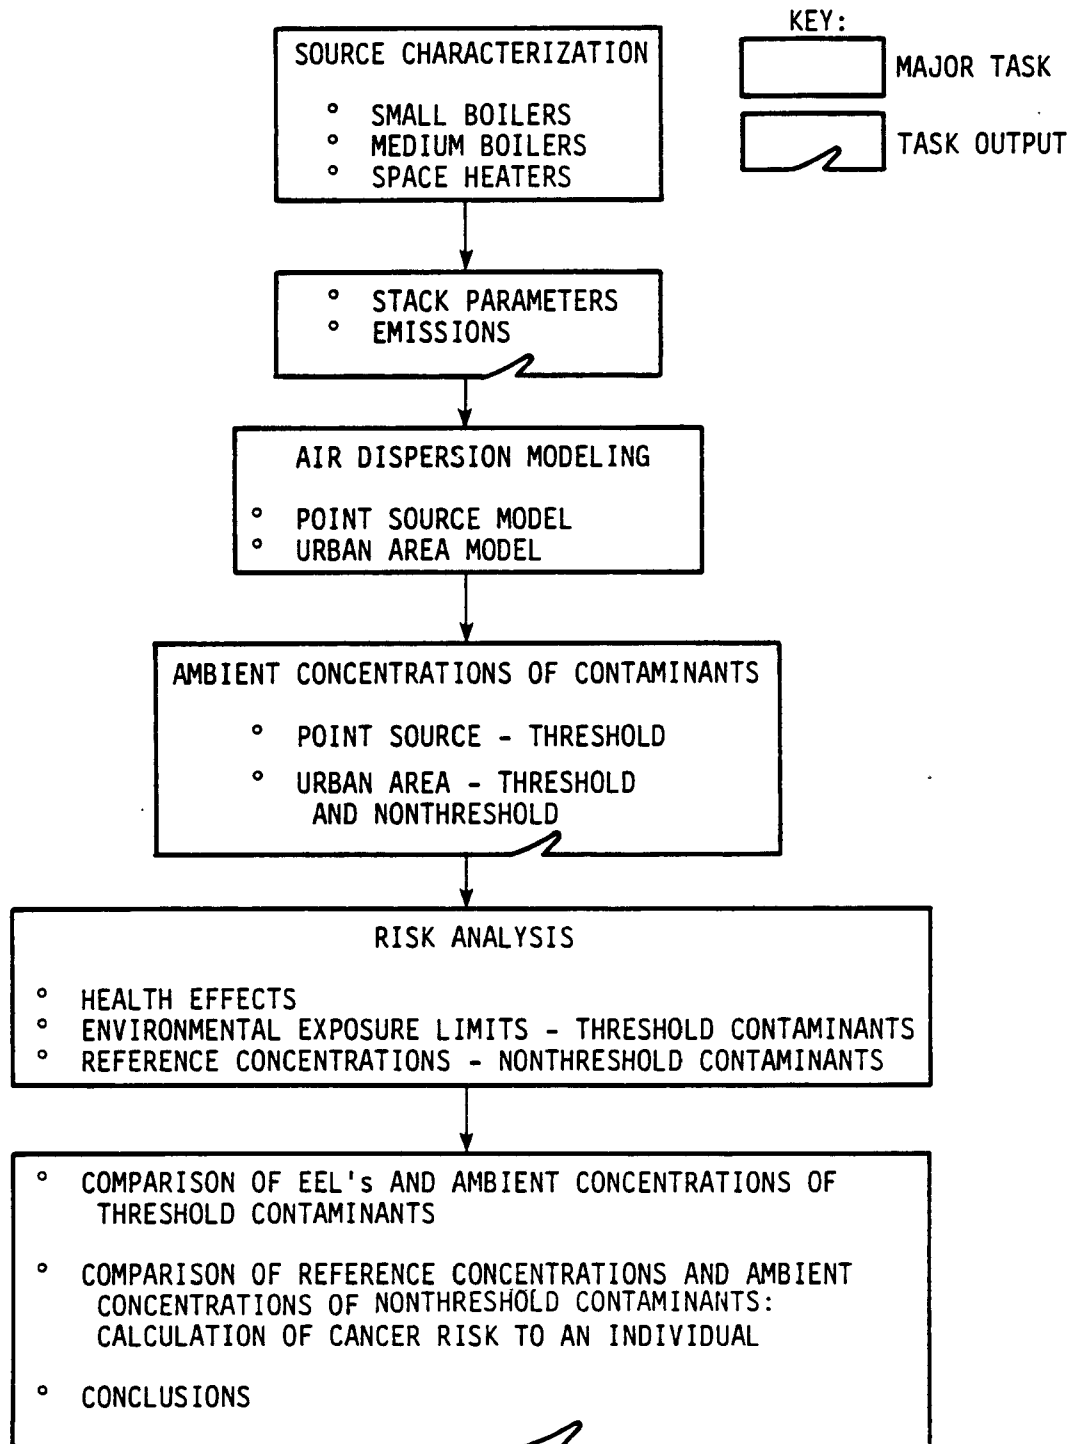 KEY:
MAJOR TASK
TASK OUTPUT
SOURCE CHARACTERIZATION
° SMALL BOILERS
° MEDIUM BOILERS
° SPACE HEATERS
° STACK PARAMETERS
° EMISSIONS
AIR DISPERSION MODELING
° POINT SOURCE MODEL
° URBAN AREA MODEL
AMBIENT CONCENTRATIONS OF CONTAMINANTS
° POINT SOURCE - THRESHOLD
° URBAN AREA - THRESHOLD
AND NONTHRESHOLD
RISK ANALYSIS
° HEALTH EFFECTS
° ENVIRONMENTAL EXPOSURE LIMITS - THRESHOLD CONTAMINANTS
° REFERENCE CONCENTRATIONS - NONTHRESHOLD CONTAMINANTS
° COMPARISON OF EEL's AND AMBIENT CONCENTRATIONS OF
THRESHOLD CONTAMINANTS
° COMPARISON OF REFERENCE CONCENTRATIONS AND AMBIENT
CONCENTRATIONS OF NONTHRESHOLD CONTAMINANTS:
CALCULATION OF CANCER RISK TO AN INDIVIDUAL
° CONCLUSIONS